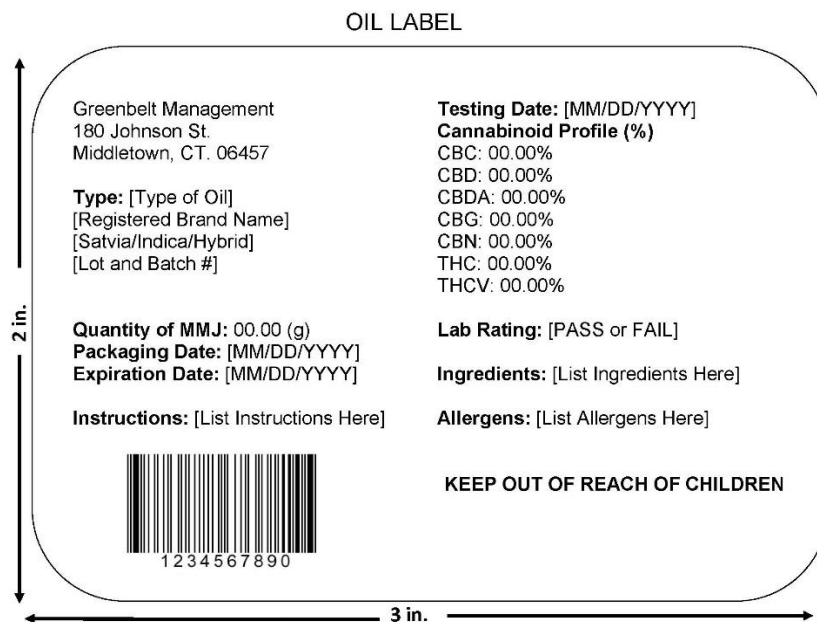 OIL LABEL
Greenbelt Management
180 Johnson St.
Middletown, CT. 06457
Type: [Type of Oil]
[Registered Brand Name]
[Satvia/Indica/Hybrid]
[Lot and Batch #]
Quantity of MMJ: 00.00 (g)
Packaging Date: [MM/DD/YYYY]
Expiration Date: [MM/DD/YYYY]
Instructions: [List Instructions Here]
1234567890
Testing Date: [MM/DD/YYYY]
Cannabinoid Profile (%)
CBC: 00.00%
CBD: 00.00%
CBDA: 00.00%
CBG: 00.00%
CBN: 00.00%
THC: 00.00%
THCV: 00.00%
Lab Rating: [PASS or FAIL]
Ingredients: [List Ingredients Here]
Allergens: [List Allergens Here]
KEEP OUT OF REACH OF CHILDREN
2 in.
3 in.